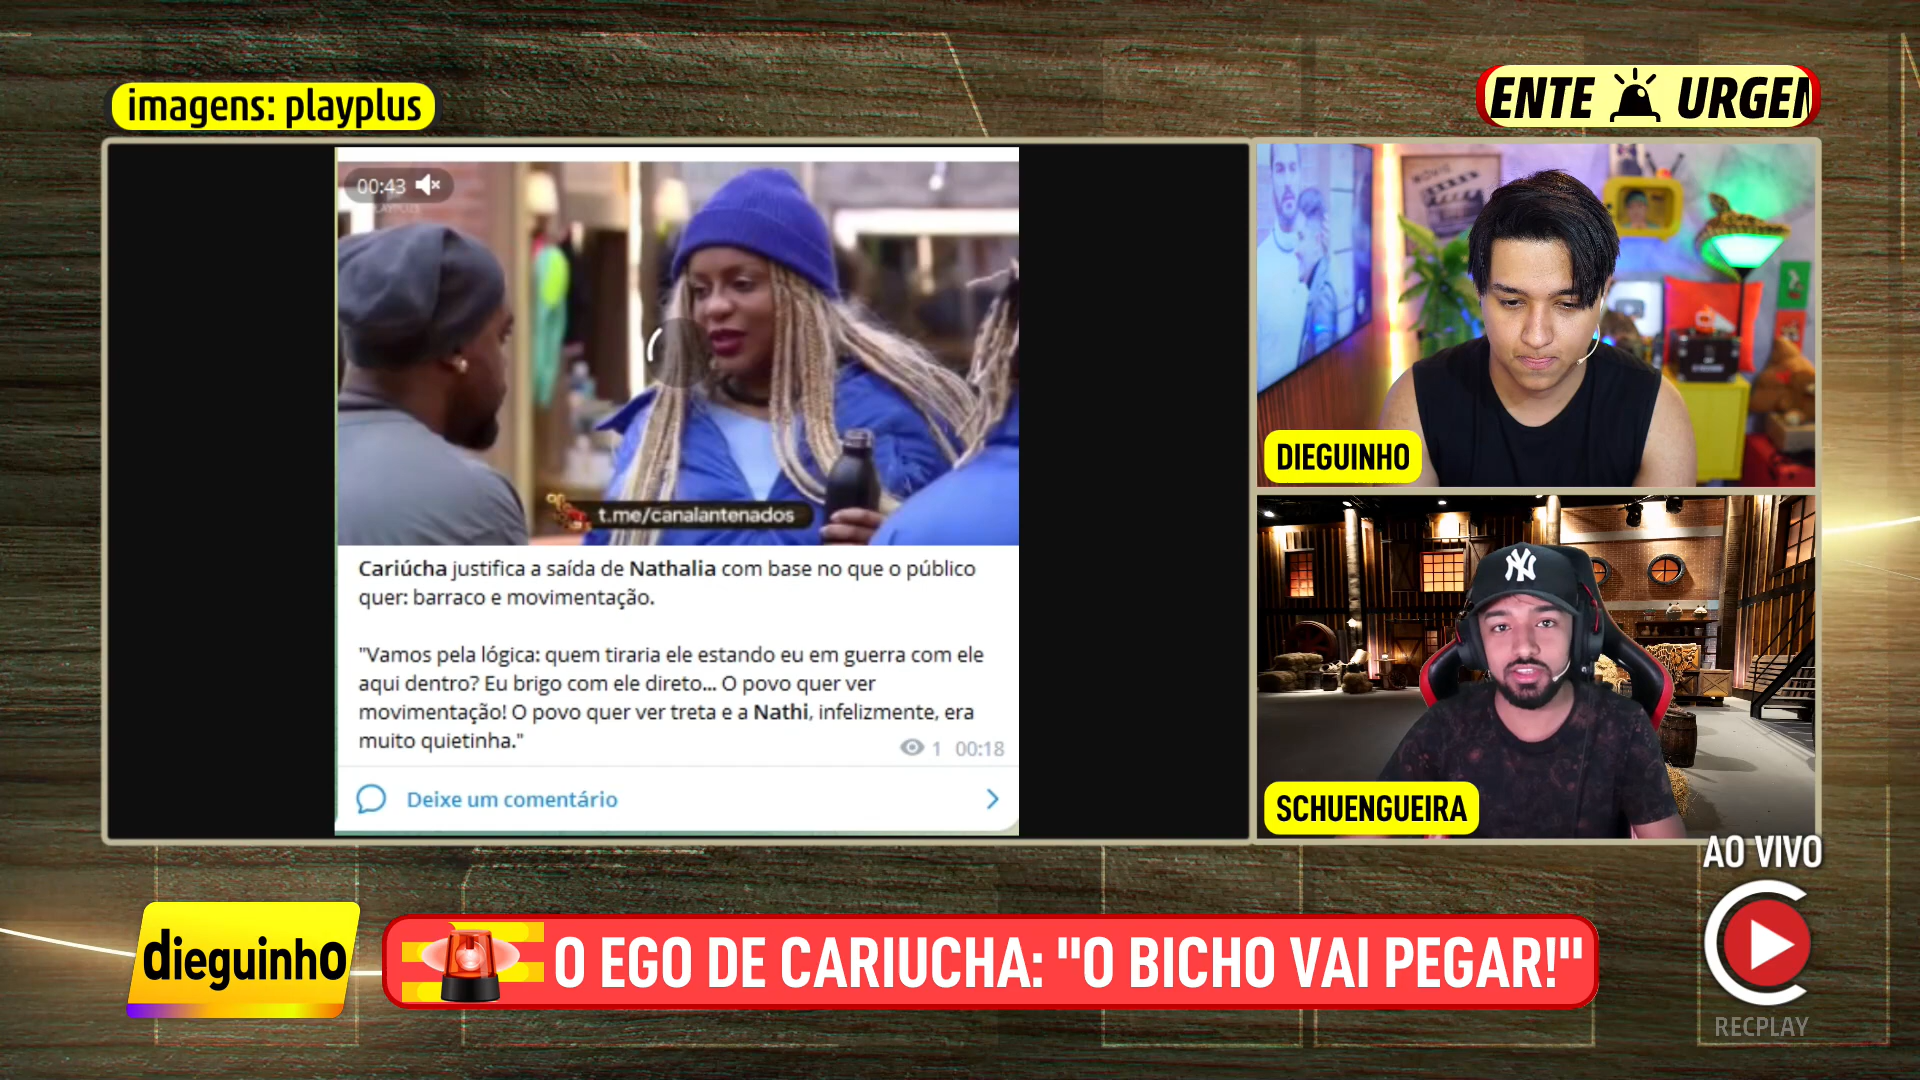 imagens: playplus
ENTE URGEN
00:43
PLAYPLUS
MOVIE
NY
t.me/canalantenados
Cariúcha justifica a saída de Nathalia com base no que o público
quer: barraco e movimentação.
"Vamos pela lógica: quem tiraria ele estando eu em guerra com ele
aqui dentro? Eu brigo com ele direto... O povo quer ver
movimentação! O povo quer ver treta e a Nathi, infelizmente, era
muito quietinha."
1 00:18
Deixe um comentário
DIEGUINHO
SCHUENGUEIRA
AO VIVO
dieguinho
O EGO DE CARIUCHA: "O BICHO VAI PEGAR!"
RECPLAY